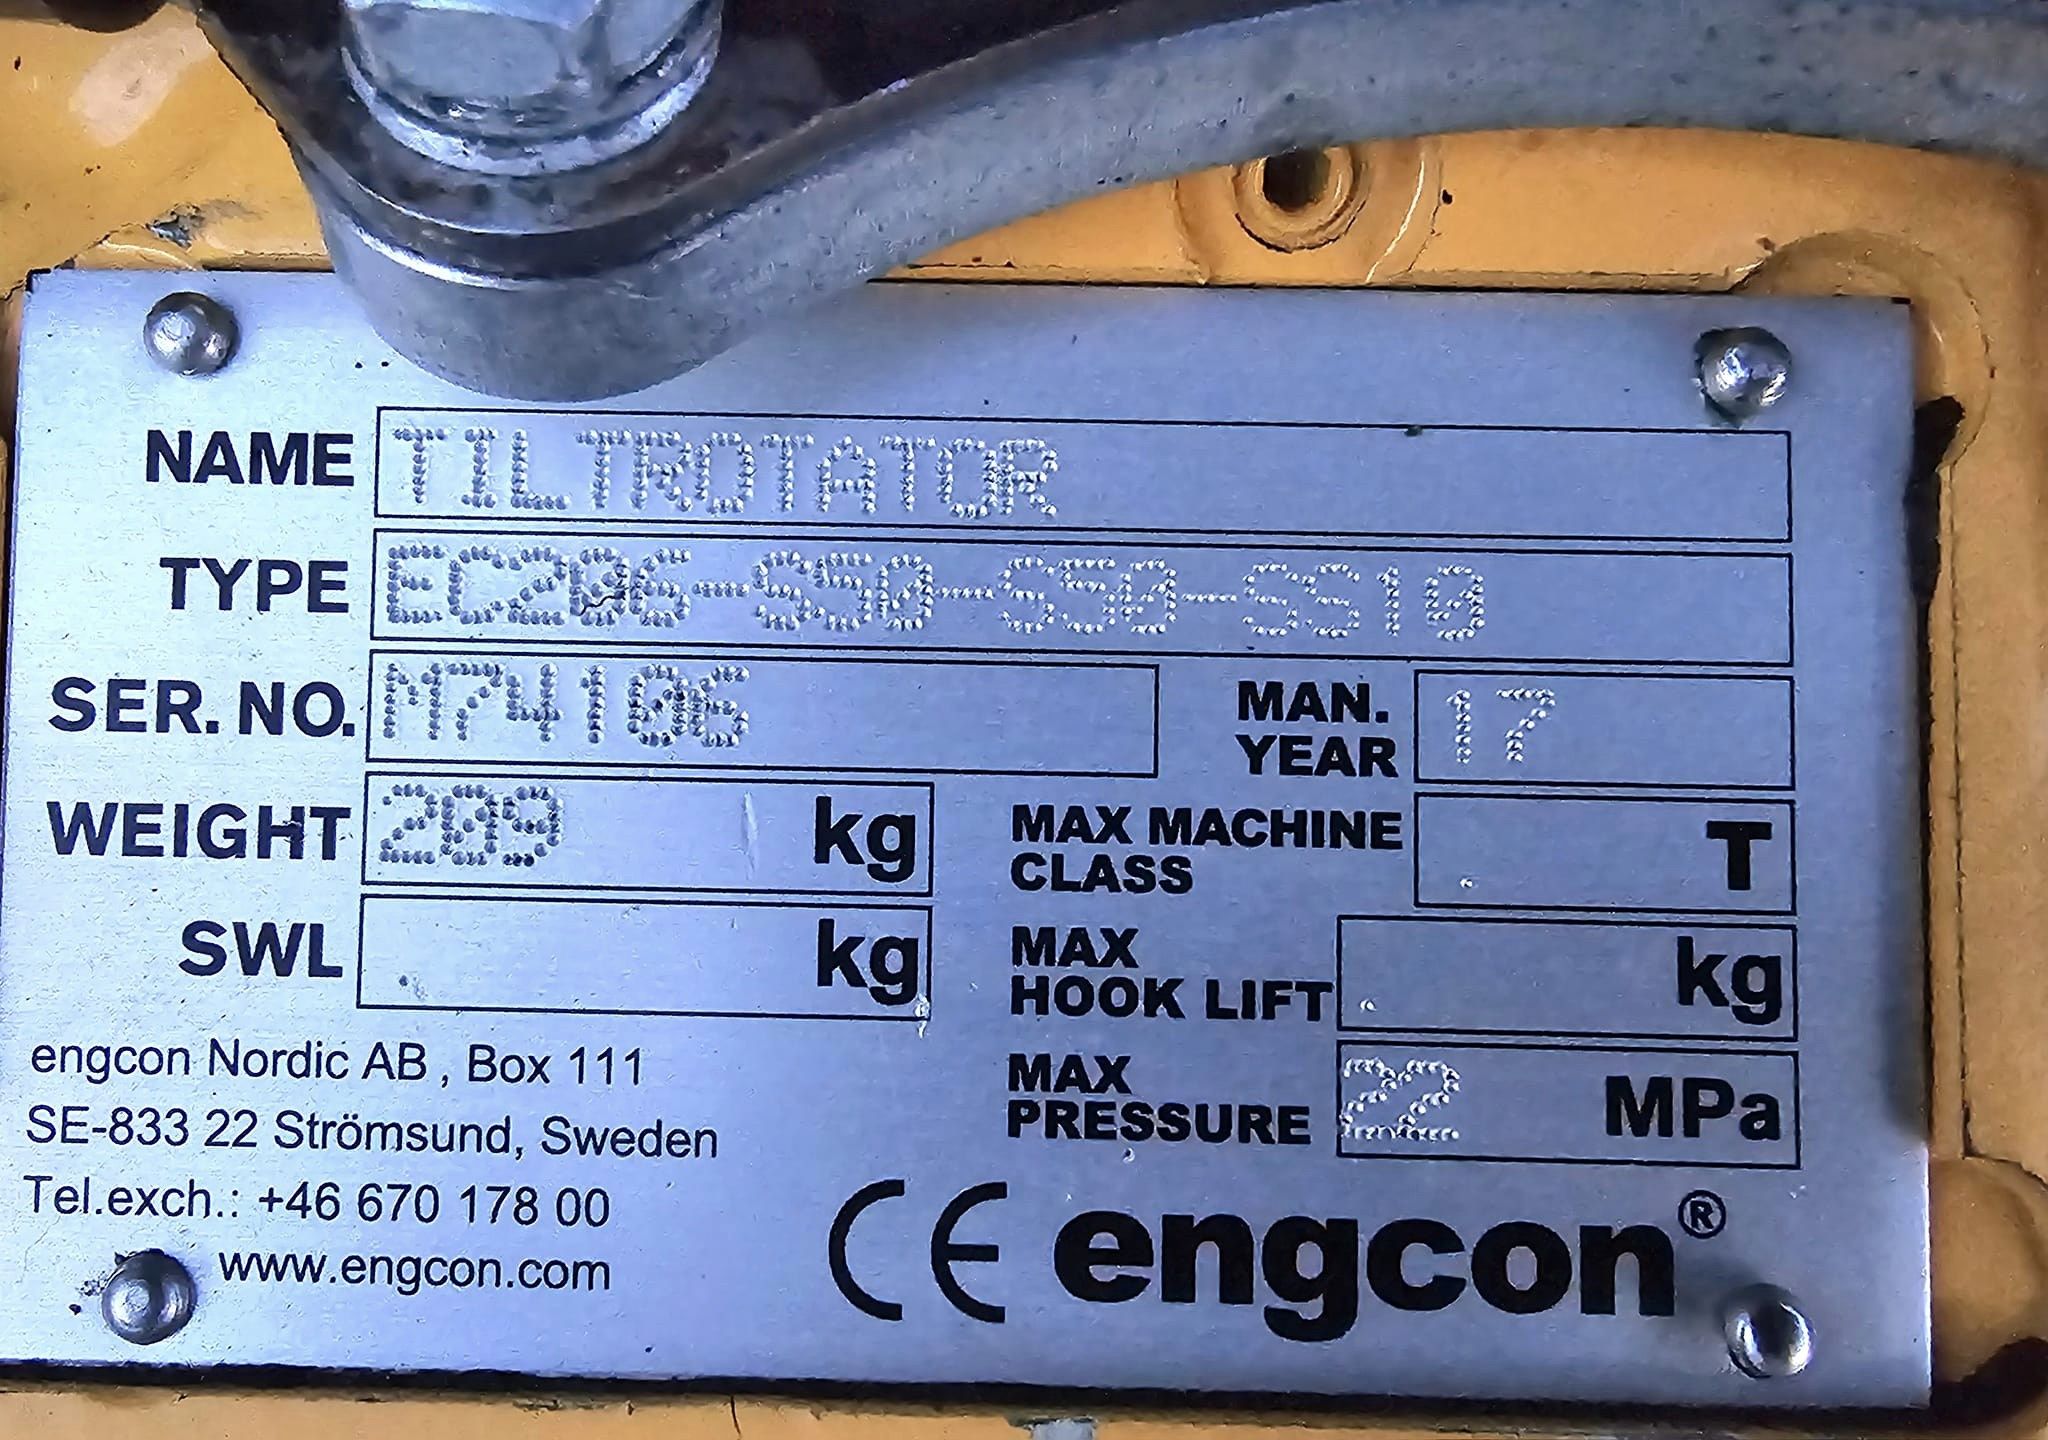 NAME TILTROTATOR
TYPE EC206-S50-S50-SS10
SER. NO. M74106 MAN. YEAR 17
WEIGHT 209 kg MAX MACHINE CLASS T
SWL kg MAX HOOK LIFT kg
MAX PRESSURE 22 MPa
engcon Nordic AB , Box 111
SE-833 22 Strömsund, Sweden
Tel.exch.: +46 670 178 00
www.engcon.com
CE engcon®